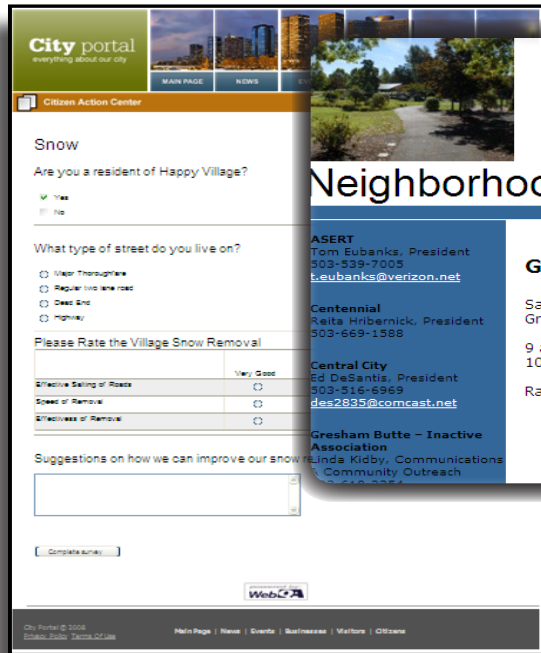 City portal
everything about our city
MAIN PAGE NEWS
Citizen Action Center
Snow
Are you a resident of Happy Village?
Yes
No
What type of street do you live on?
Major Thoroughfare
Regular two lane road
Dead End
Highway
Please Rate the Village Snow Removal
Very Good
Effective Salting of Roads
Speed of Removal
Effectiveness of Removal
Suggestions on how we can improve our snow
Complete survey
powered by
WebQA
City Portal © 2008
Privacy Policy Terms Of Use
Main Page | News | Events | Businesses | Visitors | Citizens
Neighborhoo
ASERT
Tom Eubanks, President
503-539-7005
t.eubanks@verizon.net
Centennial
Reita Hribernick, President
503-669-1588
Central City
Ed DeSantis, President
503-516-6969
des2835@comcast.net
Gresham Butte – Inactive
Association
Linda Kidby, Communications
& Community Outreach
G
Sa
Gr
9
10
Ra